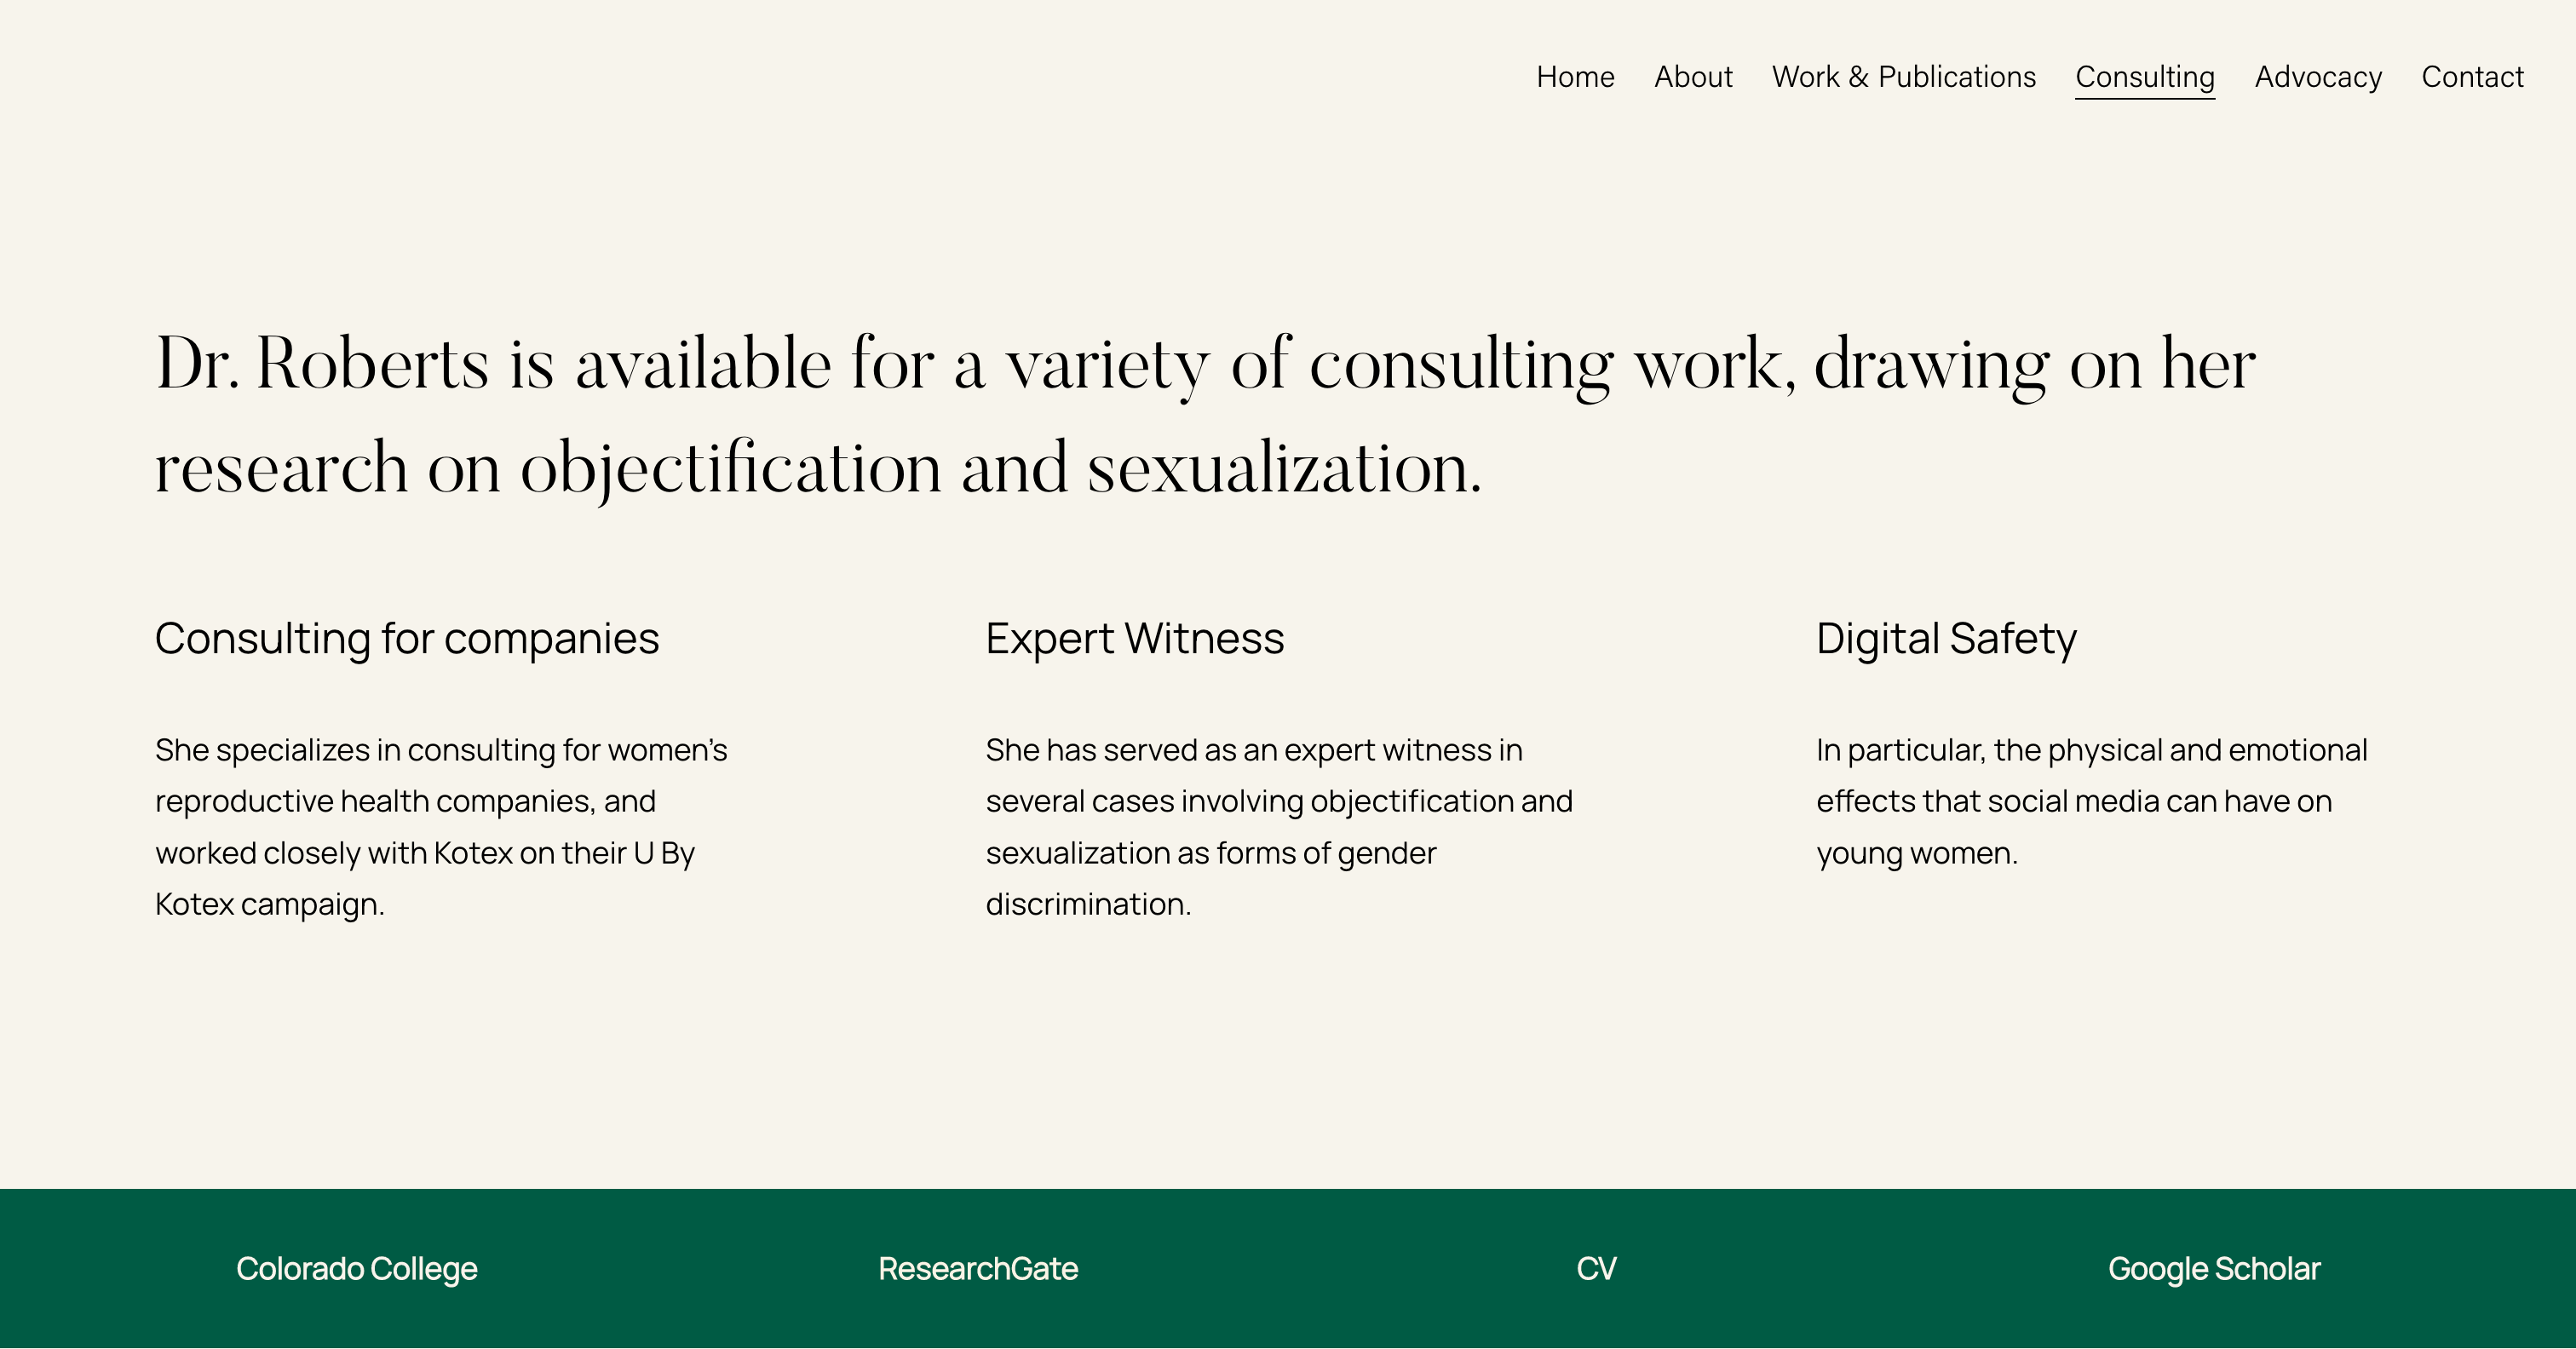 Home About Work & Publications Consulting Advocacy Contact
Dr. Roberts is available for a variety of consulting work, drawing on her
research on objectification and sexualization.
Consulting for companies
She specializes in consulting for women’s
reproductive health companies, and
worked closely with Kotex on their U By
Kotex campaign.
Expert Witness
She has served as an expert witness in
several cases involving objectification and
sexualization as forms of gender
discrimination.
Digital Safety
In particular, the physical and emotional
effects that social media can have on
young women.
Colorado College ResearchGate CV Google Scholar